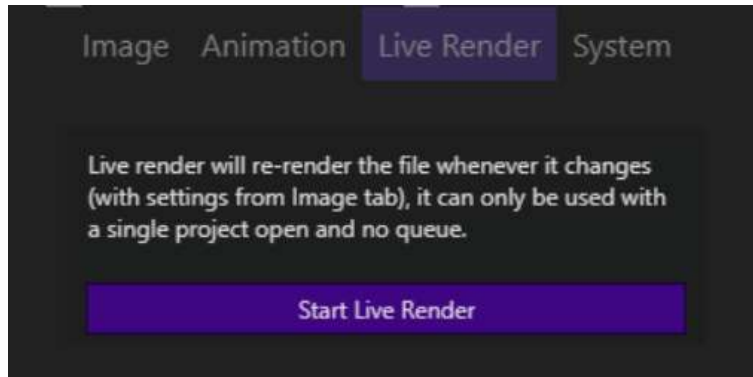 Image Animation Live Render System
Live render will re-render the file whenever it changes
(with settings from Image tab), it can only be used with
a single project open and no queue.
Start Live Render